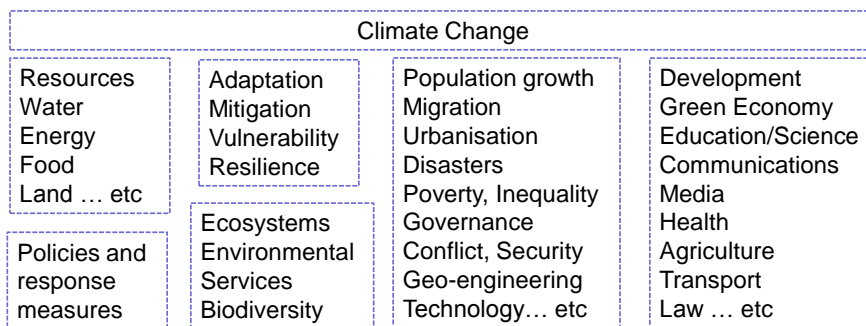 Climate Change
Resources
Water
Energy
Food
Land … etc
Policies and
response
measures
Adaptation
Mitigation
Vulnerability
Resilience
Ecosystems
Environmental
Services
Biodiversity
Population growth
Migration
Urbanisation
Disasters
Poverty, Inequality
Governance
Conflict, Security
Geo-engineering
Technology… etc
Development
Green Economy
Education/Science
Communications
Media
Health
Agriculture
Transport
Law … etc